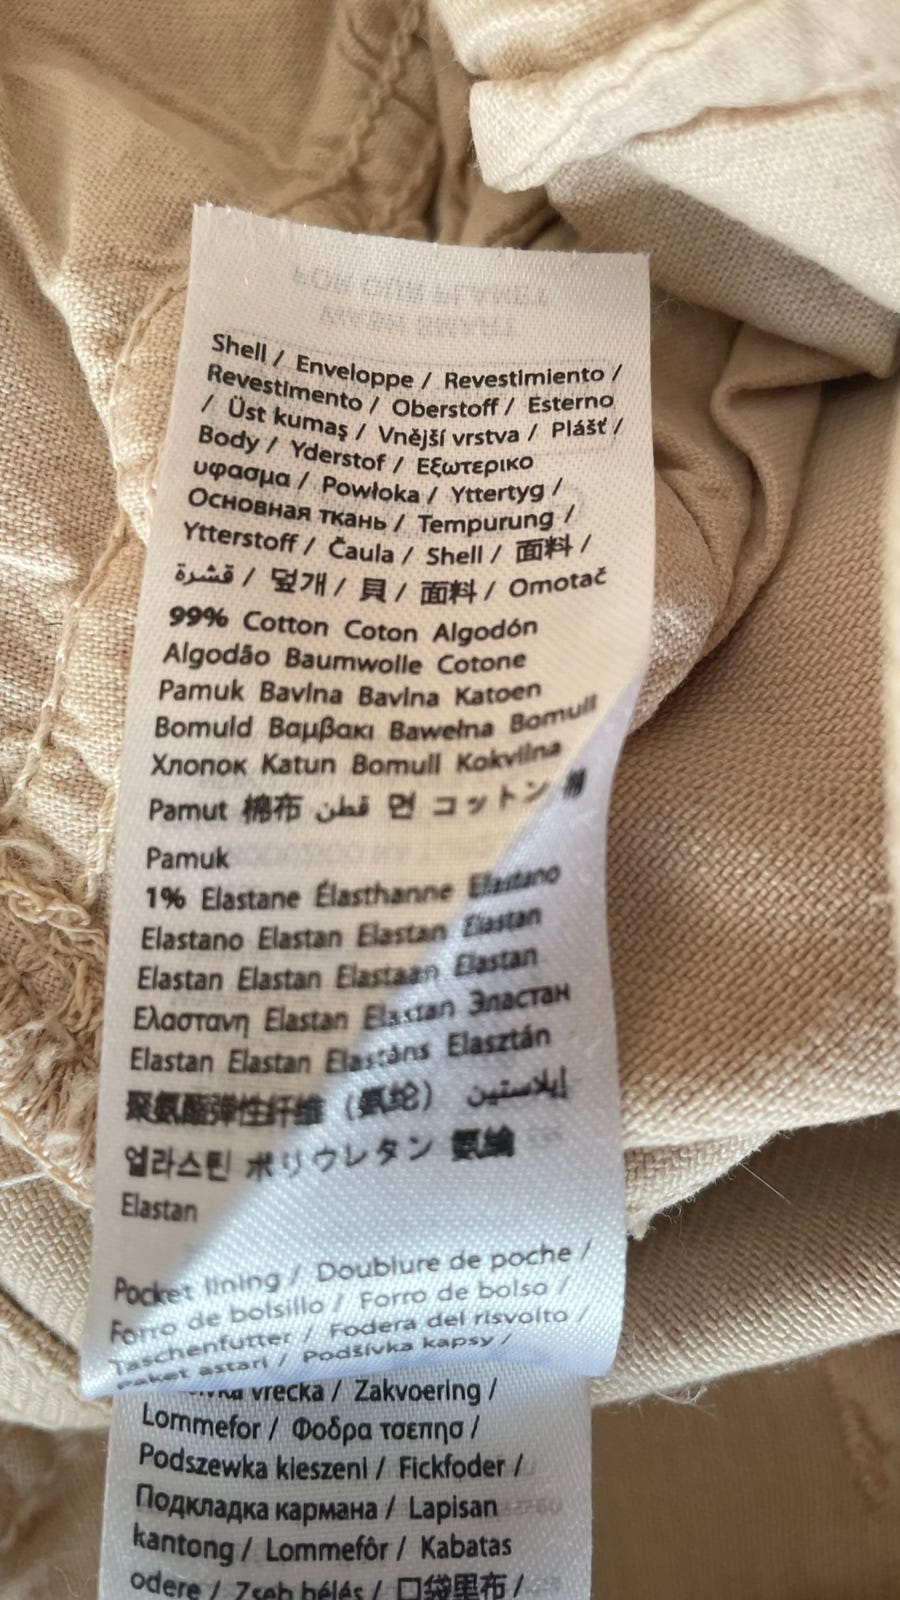 Shell / Enveloppe / Revestimiento /
Revestimento / Oberstoff / Esterno
/ Üst kumaş / Vnější vrstva / Plášť /
Body / Yderstof / Εξωτερικο
υφασμα / Powłoka / Yttertyg /
Основная ткань / Tempurung /
Ytterstoff / Čaula / Shell / 面料 /
قشرة / 덮개 / 貝 / 面料 / Omotač
99% Cotton Coton Algodón
Algodão Baumwolle Cotone
Pamuk Bavlna Bavlna Katoen
Bomuld Βαμβακι Bawełna Bomull
Хлопок Katun Bomull Kokvilna
Pamut 棉布 قطن 면 コットン 棉
Pamuk
1% Elastane Élasthanne Elastano
Elastano Elastan Elastan Elastan
Elastan Elastan Elastaan Elastan
Ελαστανη Elastan Elastan Эластан
Elastan Elastan Elastāns Elasztán
聚氨酯弹性纤维 (氨纶) إيلاستين
얼라스틴 ポリウレタン 氨綸
Elastan
Pocket lining / Doublure de poche /
Forro de bolsillo / Forro de bolso /
Taschenfutter / Fodera del risvolto /
Paket astarı / Podšívka kapsy /
vrecka / Zakvoering /
Lommefor / Φοδρα τσεπησ /
Podszewka kieszeni / Fickfoder /
Подкладка кармана / Lapisan
kantong / Lommefôr / Kabatas
odere / Zseb bélés / 口袋里布 /